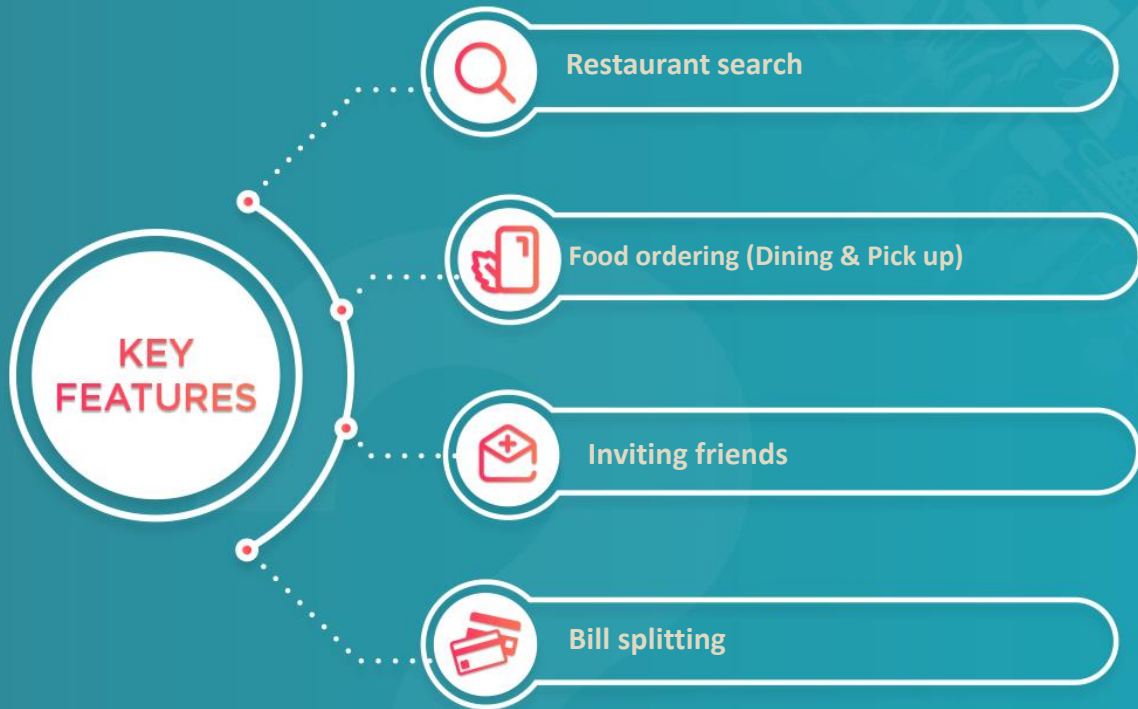 Restaurant search
Food ordering (Dining & Pick up)
KEY
FEATURES
Inviting friends
Bill splitting